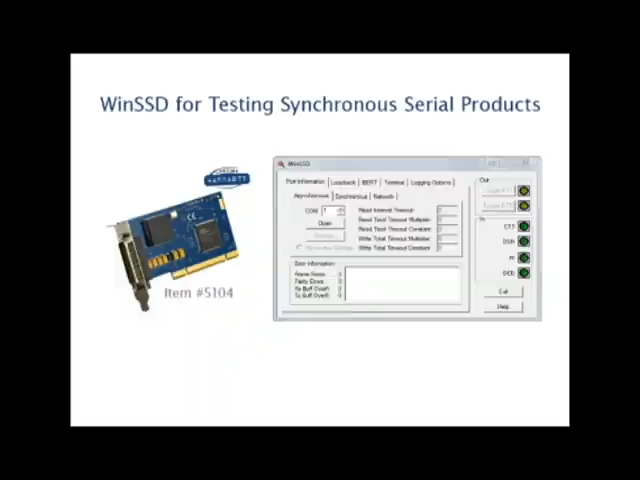 WinSSD for Testing Synchronous Serial Products
WARRANTY
Item #5104
WinSSD
Port Information Loopback BERT Terminal Logging Options
Asynchronous Synchronous Network
COM:
Open
Read Interval Timeout:
Read Total Timeout Multiplier:
Read Total Timeout Constant:
Write Total Timeout Multiplier:
Write Total Timeout Constant:
Error Information
Frame Errors:
Parity Errors:
Rx Buff Overfl:
Tx Buff Overfl:
Out
In
CTS
DSR
RI
DCD
Exit
Help